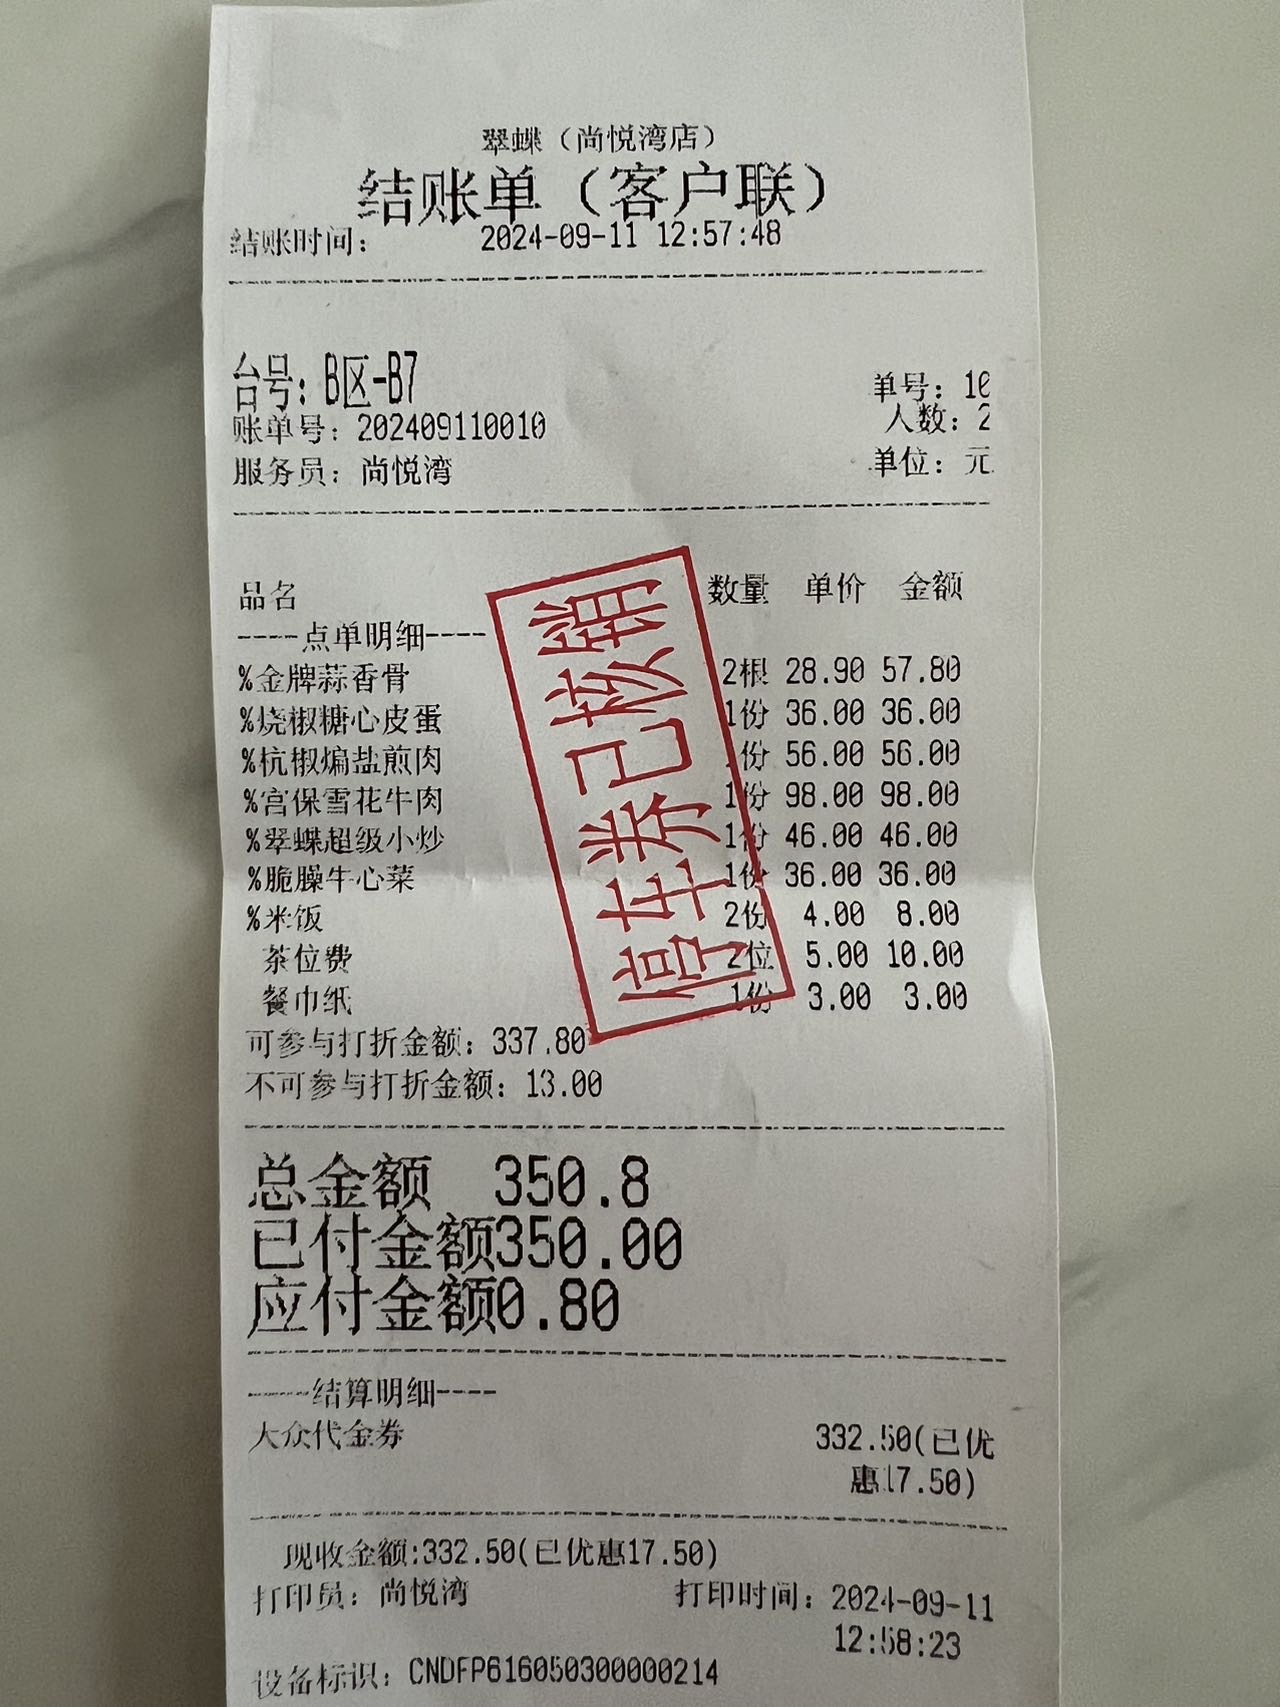 翠蝶（尚悦湾店）
结账单（客户联）
结账时间： 2024-09-11 12:57:48
台号：B区-B7
单号：10
账单号：202409110010
人数：2
服务员：尚悦湾
单位：元
品名 数量 单价 金额
----点单明细----
%金牌蒜香骨 2根 28.90 57.80
%烧椒糖心皮蛋 1份 36.00 36.00
%杭椒煸盐煎肉 1份 56.00 56.00
%宫保雪花牛肉 1份 98.00 98.00
%翠蝶超级小炒 1份 46.00 46.00
%脆臊牛心菜 1份 36.00 36.00
%米饭 2份 4.00 8.00
茶位费 2位 5.00 10.00
餐巾纸 1份 3.00 3.00
停车券已核销
可参与打折金额：337.80
不可参与打折金额：13.00
总金额 350.8
已付金额350.00
应付金额0.80
----结算明细----
大众代金券 332.50(已优
惠17.50)
现收金额:332.50(已优惠17.50)
打印员：尚悦湾 打印时间：2024-09-11
12:58:23
设备标识：CNDFP616050300000214